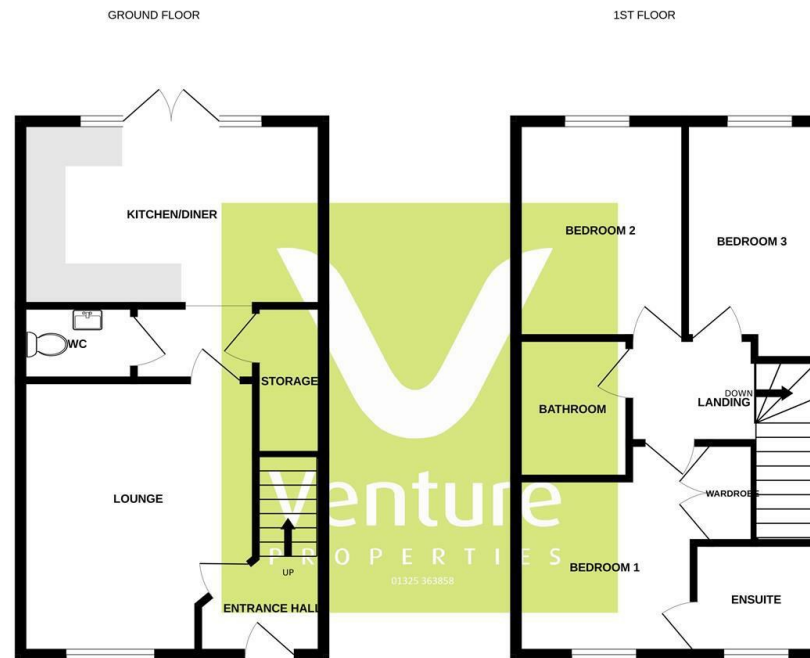 GROUND FLOOR
1ST FLOOR
KITCHEN/DINER
BEDROOM 2
BEDROOM 3
WC
STORAGE
DOWN
LANDING
BATHROOM
LOUNGE
WARDROBE
Venture
PROPERTIES
01325 363858
UP
BEDROOM 1
ENTRANCE HALL
ENSUITE